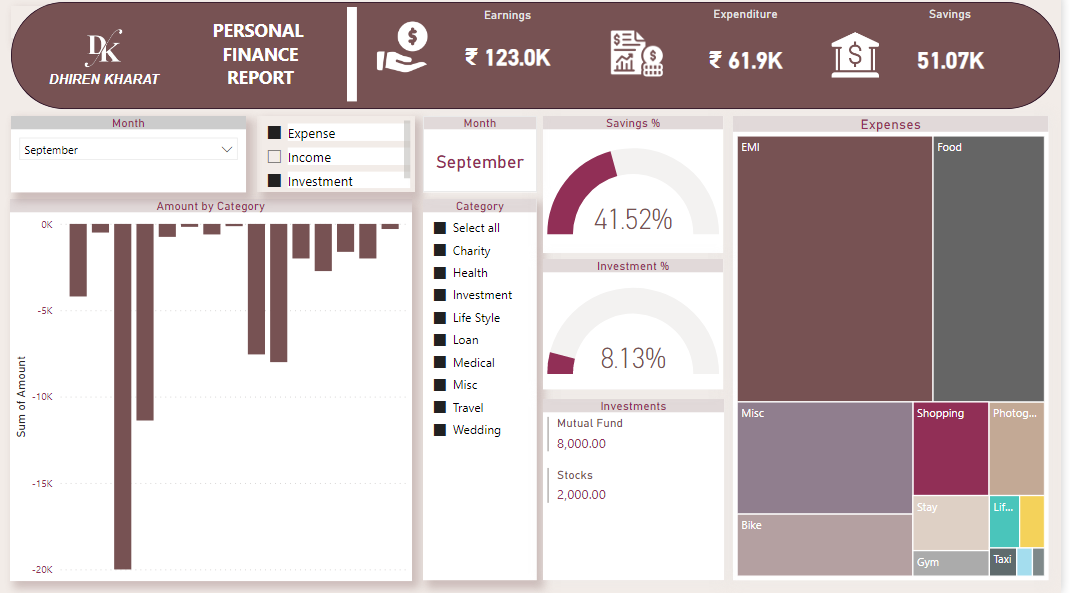 DK
DHIREN KHARAT
PERSONAL
FINANCE
REPORT
Earnings
₹ 123.0K
Expenditure
₹ 61.9K
Savings
51.07K
Month
September
Expense
Income
Investment
Month
September
Savings %
41.52%
Expenses
EMI
Food
Misc
Shopping
Photog...
Bike
Stay
Lif...
Gym
Taxi
Amount by Category
Sum of Amount
0K
-5K
-10K
-15K
-20K
Category
Select all
Charity
Health
Investment
Life Style
Loan
Medical
Misc
Travel
Wedding
Investment %
8.13%
Investments
Mutual Fund
8,000.00
Stocks
2,000.00